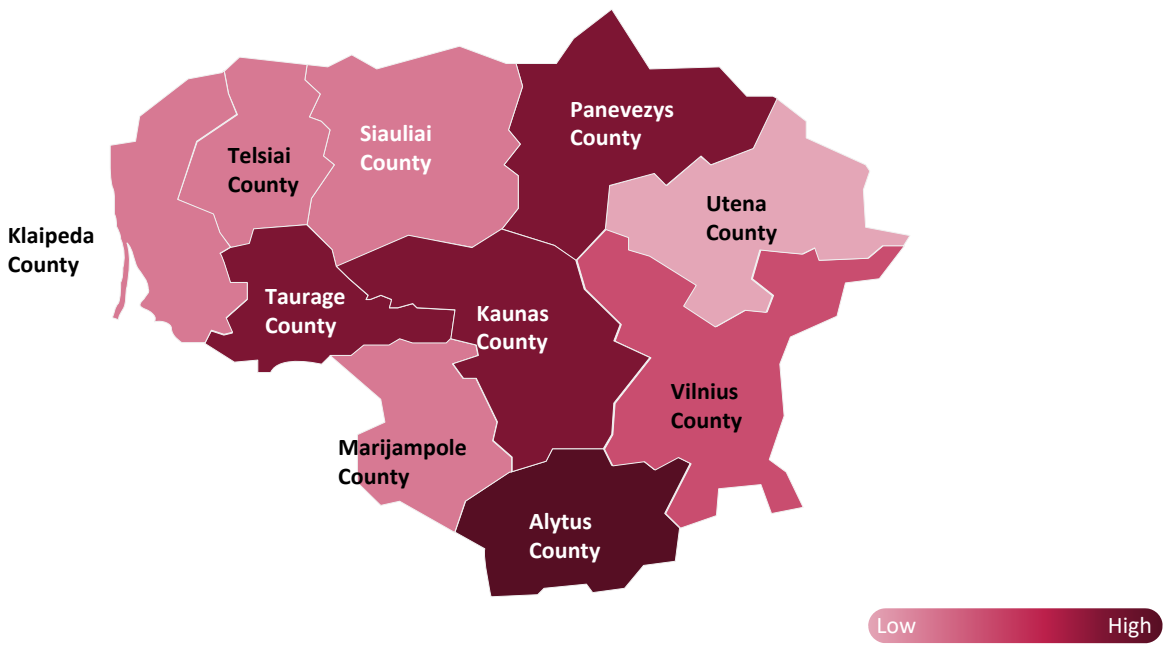 Panevezys
County
Siauliai
County
Telsiai
County
Utena
County
Klaipeda
County
Taurage
County
Kaunas
County
Vilnius
County
Marijampole
County
Alytus
County
Low
High